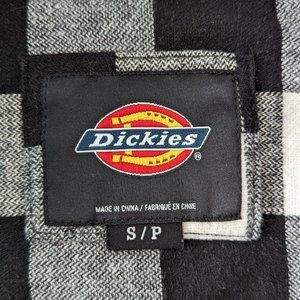 Dickies
®
MADE IN CHINA / FABRIQUÉ EN CHINE
S/P